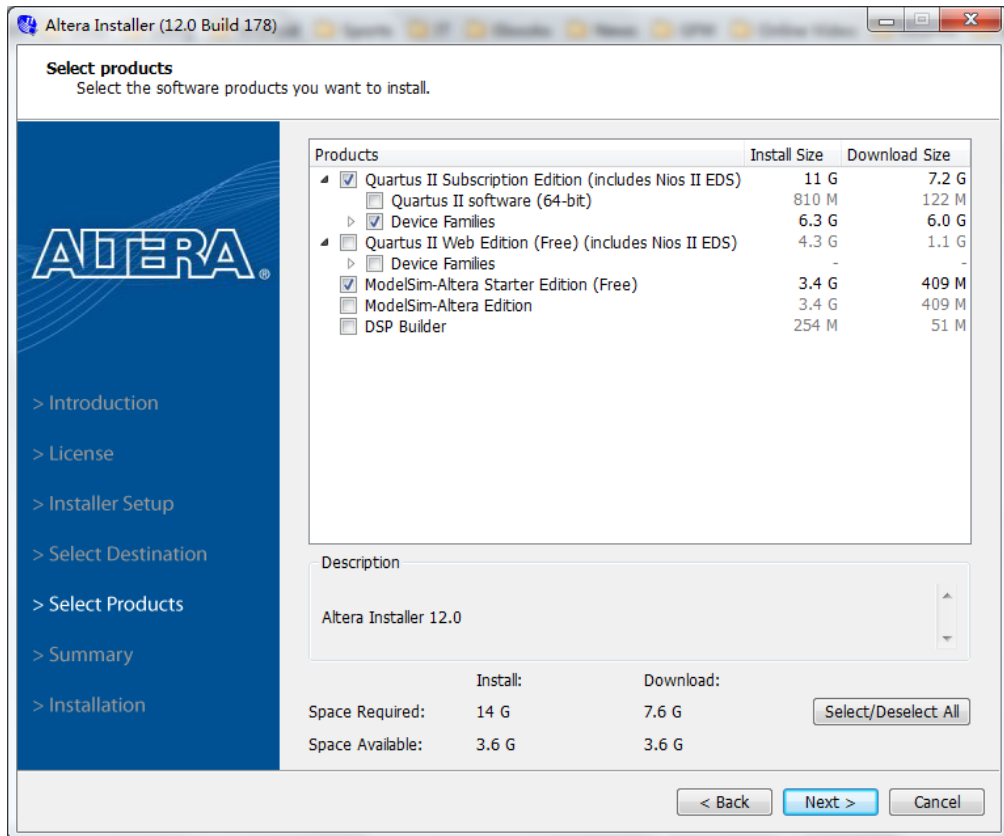 Altera Installer (12.0 Build 178)
Select products
Select the software products you want to install.
ALTERA®
> Introduction
> License
> Installer Setup
> Select Destination
> Select Products
> Summary
> Installation
Products Install Size Download Size
Quartus II Subscription Edition (includes Nios II EDS) 11 G 7.2 G
Quartus II software (64-bit) 810 M 122 M
Device Families 6.3 G 6.0 G
Quartus II Web Edition (Free) (includes Nios II EDS) 4.3 G 1.1 G
Device Families - -
ModelSim-Altera Starter Edition (Free) 3.4 G 409 M
ModelSim-Altera Edition 3.4 G 409 M
DSP Builder 254 M 51 M
Description
Altera Installer 12.0
Install: Download:
Space Required: 14 G 7.6 G
Select/Deselect All
Space Available: 3.6 G 3.6 G
< Back Next > Cancel